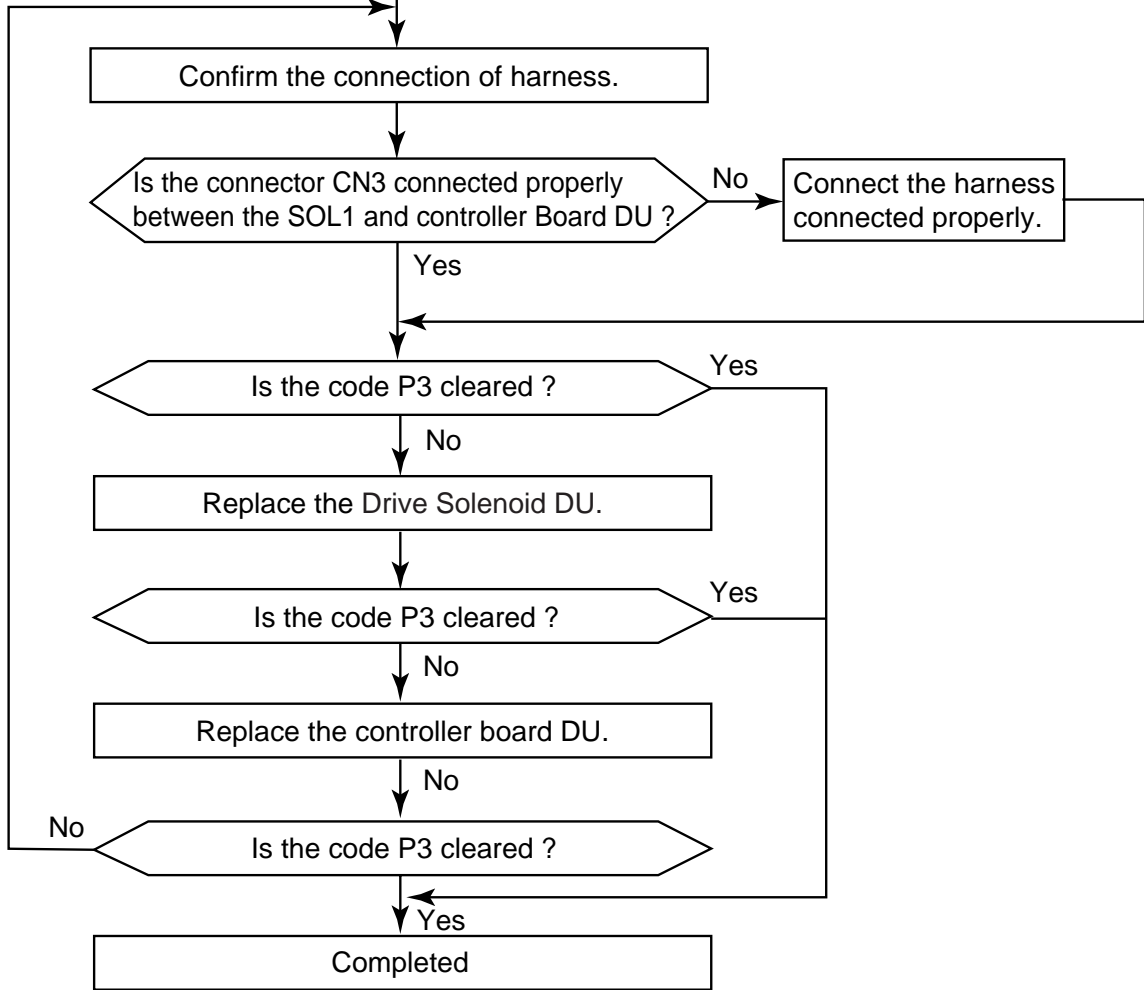 Confirm the connection of harness.
Is the connector CN3 connected properly
between the SOL1 and controller Board DU ?
No
Connect the harness
connected properly.
Yes
Is the code P3 cleared ?
Yes
No
Replace the Drive Solenoid DU.
Is the code P3 cleared ?
Yes
No
Replace the controller board DU.
No
Is the code P3 cleared ?
No
Yes
Completed